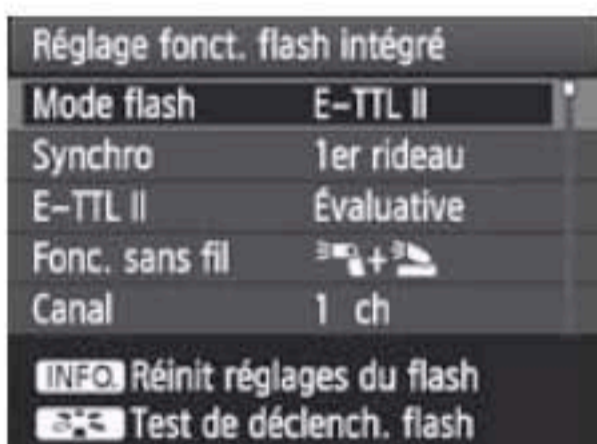 Réglage fonct. flash intégré
Mode flash E-TTL II
Synchro 1er rideau
E-TTL II Évaluative
Fonc. sans fil +
Canal 1 ch
INFO. Réinit réglages du flash
Test de déclench. flash